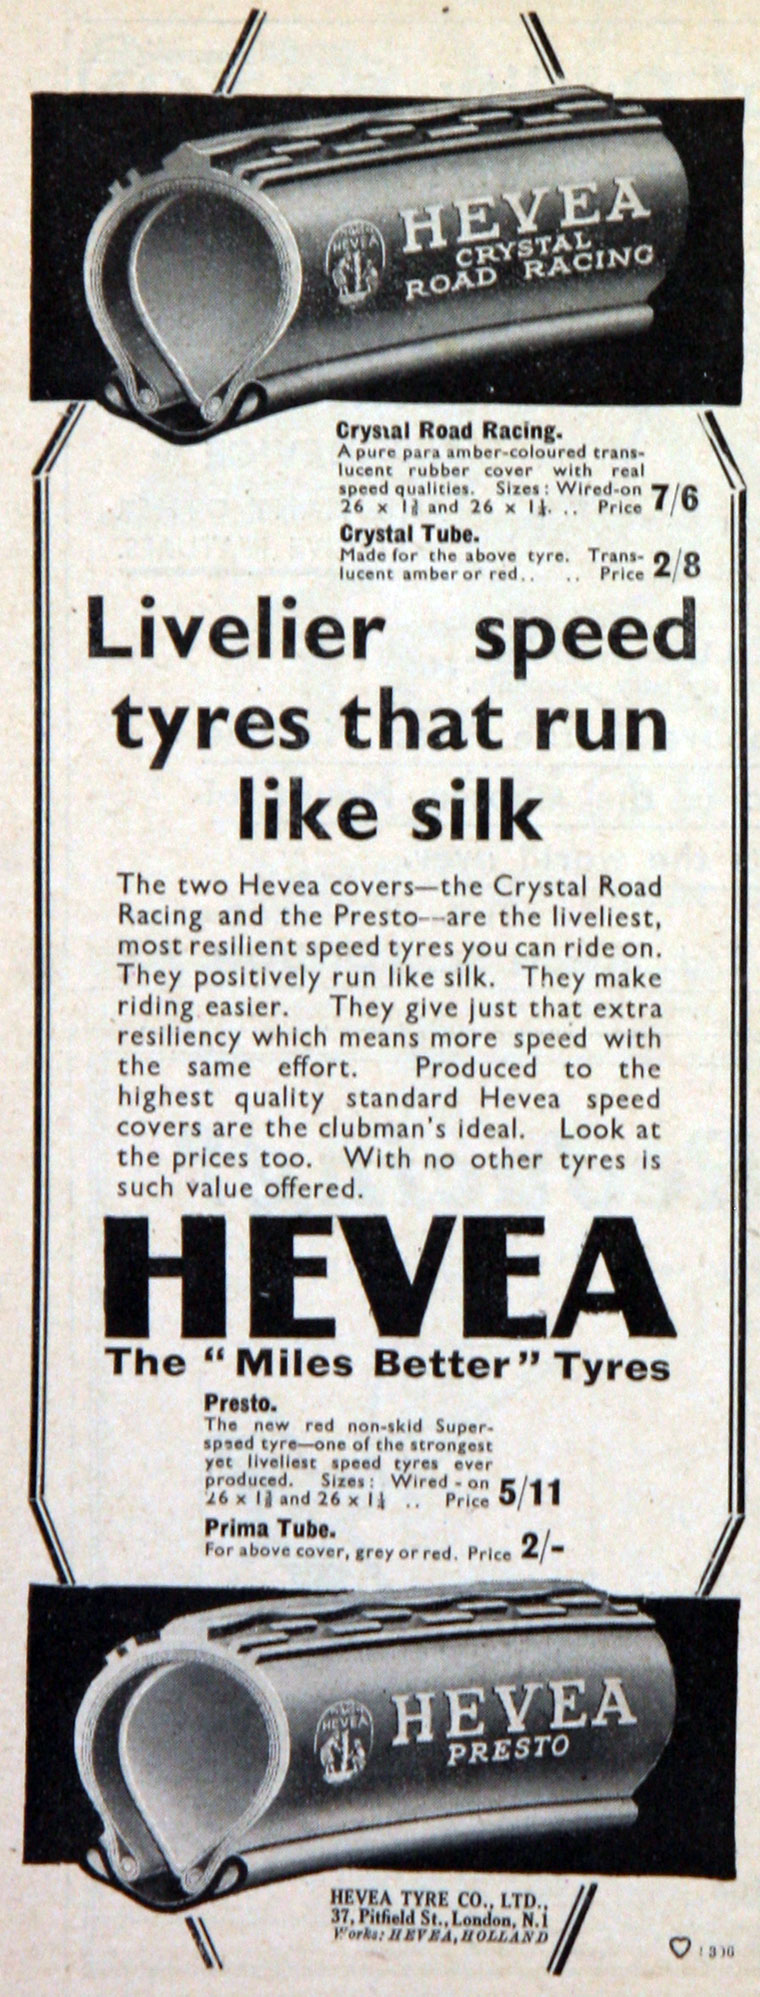 HEVEA
HEVEA
CRYSTAL
ROAD RACING
Crystal Road Racing.
A pure para amber-coloured trans-
lucent rubber cover with real
speed qualities. Sizes: Wired-on
26 x 1⅜ and 26 x 1¼. .. Price 7/6
Crystal Tube.
Made for the above tyre. Trans-
lucent amber or red.. .. Price 2/8
Livelier speed
tyres that run
like silk
The two Hevea covers—the Crystal Road
Racing and the Presto—are the liveliest,
most resilient speed tyres you can ride on.
They positively run like silk. They make
riding easier. They give just that extra
resiliency which means more speed with
the same effort. Produced to the
highest quality standard Hevea speed
covers are the clubman's ideal. Look at
the prices too. With no other tyres is
such value offered.
HEVEA
The "Miles Better" Tyres
Presto.
The new red non-skid Super-
speed tyre—one of the strongest
yet liveliest speed tyres ever
produced. Sizes: Wired-on
26 x 1⅜ and 26 x 1¼ .. Price 5/11
Prima Tube.
For above cover, grey or red. Price 2/-
HEVEA
HEVEA
PRESTO
HEVEA TYRE CO., LTD.,
37, Pitfield St., London, N.1
Works: HEVEA, HOLLAND